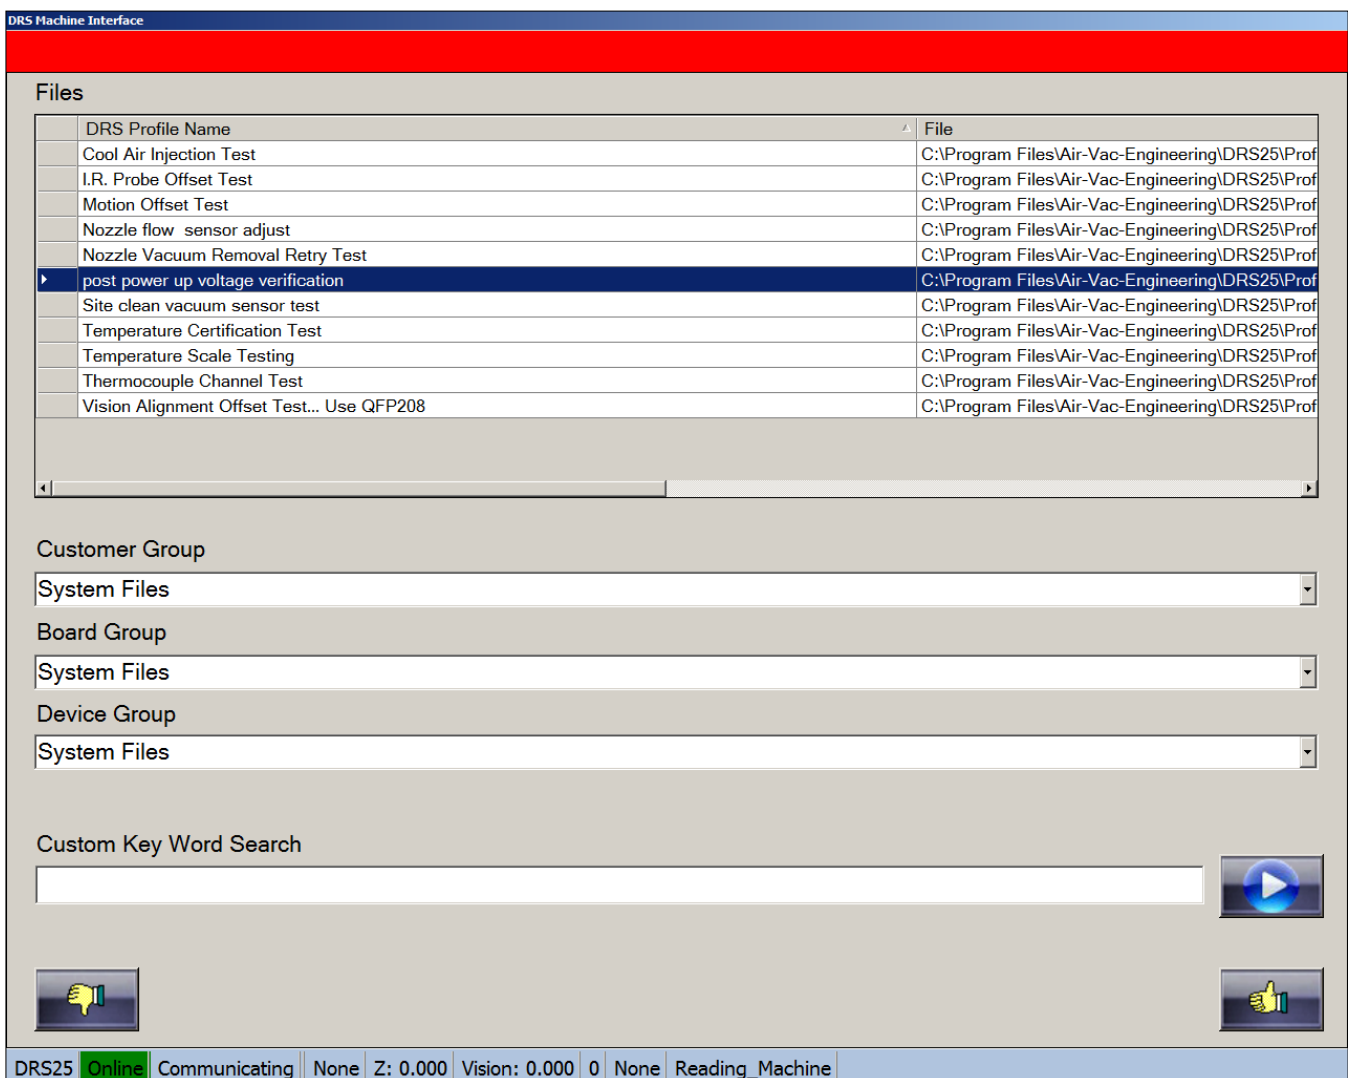 DRS Machine Interface
Files
DRS Profile Name File
Cool Air Injection Test C:\Program Files\Air-Vac-Engineering\DRS25\Prof
I.R. Probe Offset Test C:\Program Files\Air-Vac-Engineering\DRS25\Prof
Motion Offset Test C:\Program Files\Air-Vac-Engineering\DRS25\Prof
Nozzle flow  sensor adjust C:\Program Files\Air-Vac-Engineering\DRS25\Prof
Nozzle Vacuum Removal Retry Test C:\Program Files\Air-Vac-Engineering\DRS25\Prof
post power up voltage verification C:\Program Files\Air-Vac-Engineering\DRS25\Prof
Site clean vacuum sensor test C:\Program Files\Air-Vac-Engineering\DRS25\Prof
Temperature Certification Test C:\Program Files\Air-Vac-Engineering\DRS25\Prof
Temperature Scale Testing C:\Program Files\Air-Vac-Engineering\DRS25\Prof
Thermocouple Channel Test C:\Program Files\Air-Vac-Engineering\DRS25\Prof
Vision Alignment Offset Test... Use QFP208 C:\Program Files\Air-Vac-Engineering\DRS25\Prof
Customer Group
System Files
Board Group
System Files
Device Group
System Files
Custom Key Word Search
DRS25 Online Communicating None Z: 0.000 Vision: 0.000 0 None Reading_Machine